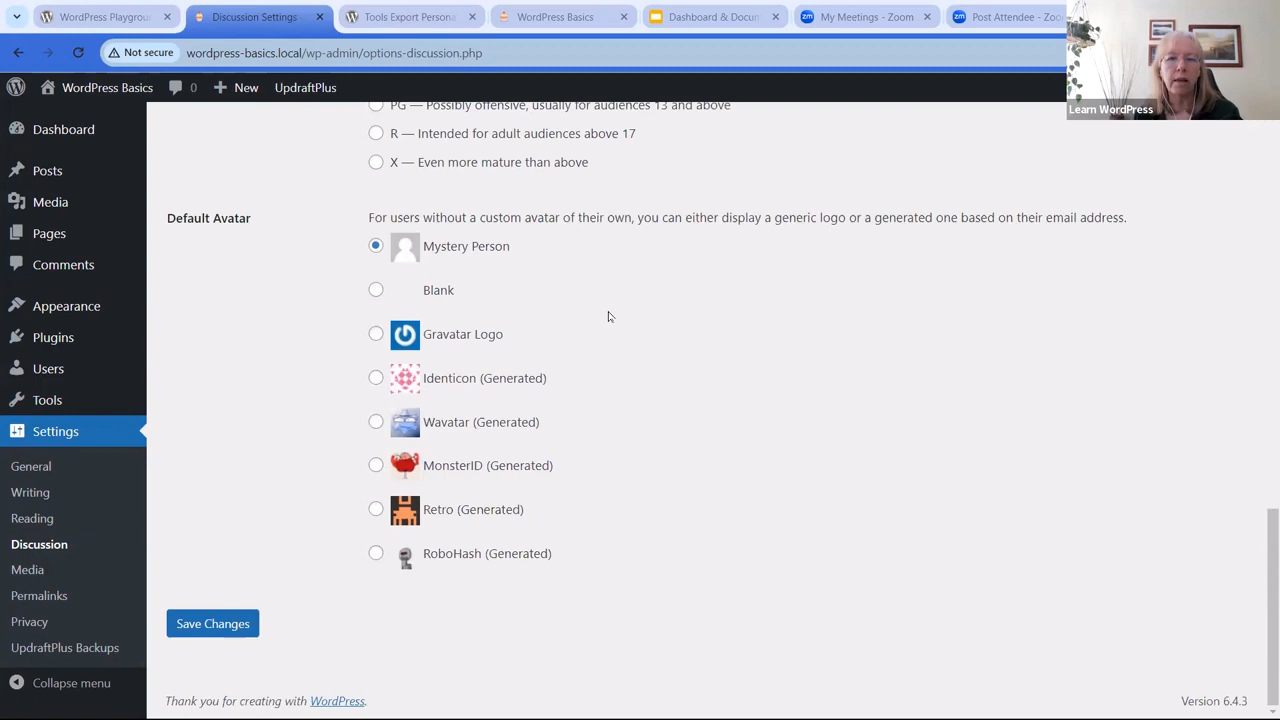 WordPress Playgroun
Discussion Settings
Tools Export Persona
WordPress Basics
Dashboard & Docu
My Meetings - Zoom
Post Attendee - Zoo
Not secure
wordpress-basics.local/wp-admin/options-discussion.php
WordPress Basics
0
New
UpdraftPlus
Learn WordPress
Dashboard
Posts
Media
Pages
Comments
Appearance
Plugins
Users
Tools
Settings
General
Writing
Reading
Discussion
Media
Permalinks
Privacy
UpdraftPlus Backups
Collapse menu
PG — Possibly offensive, usually for audiences 13 and above
R — Intended for adult audiences above 17
X — Even more mature than above
Default Avatar
For users without a custom avatar of their own, you can either display a generic logo or a generated one based on their email address.
Mystery Person
Blank
Gravatar Logo
Identicon (Generated)
Wavatar (Generated)
MonsterID (Generated)
Retro (Generated)
RoboHash (Generated)
Save Changes
Thank you for creating with WordPress.
Version 6.4.3